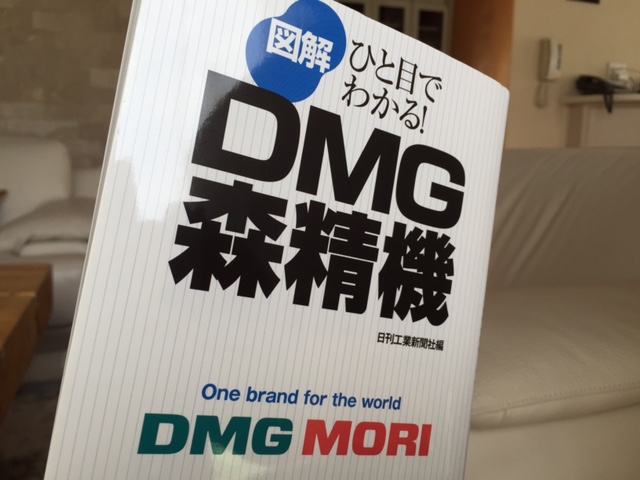 図解
ひと目で
わかる!
DMG
森精機
日刊工業新聞社編
One brand for the world
DMG MORI